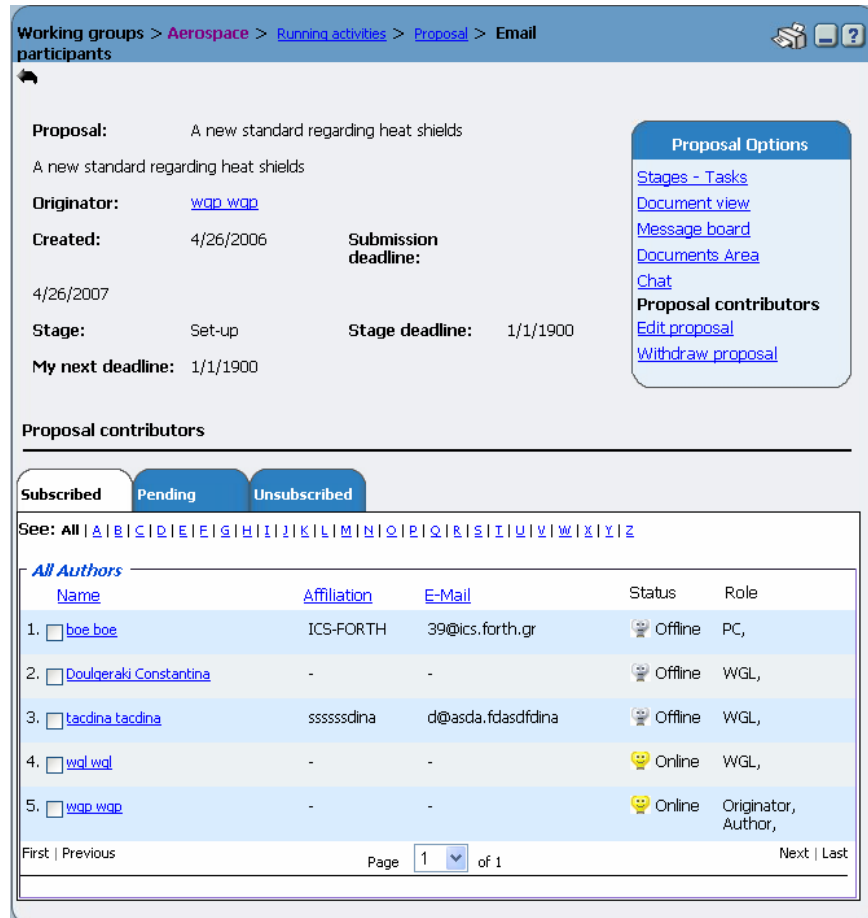 Working groups > Aerospace > Running activities > Proposal > Email
participants
?
Proposal: A new standard regarding heat shields
A new standard regarding heat shields
Originator: wgp wgp
Created: 4/26/2006 Submission
deadline:
4/26/2007
Stage: Set-up Stage deadline: 1/1/1900
My next deadline: 1/1/1900
Proposal Options
Stages - Tasks
Document view
Message board
Documents Area
Chat
Proposal contributors
Edit proposal
Withdraw proposal
Proposal contributors
Subscribed Pending Unsubscribed
See: All | A | B | C | D | E | F | G | H | I | J | K | L | M | N | O | P | Q | R | S | T | U | V | W | X | Y | Z
All Authors
Name Affiliation E-Mail Status Role
1. boe boe ICS-FORTH 39@ics.forth.gr Offline PC,
2. Doulgeraki Constantina - - Offline WGL,
3. tacdina tacdina ssssssdina d@asda.fdasdfdina Offline WGL,
4. wgl wgl - - Online WGL,
5. wgp wgp - - Online Originator,
Author,
First | Previous Page 1 of 1 Next | Last